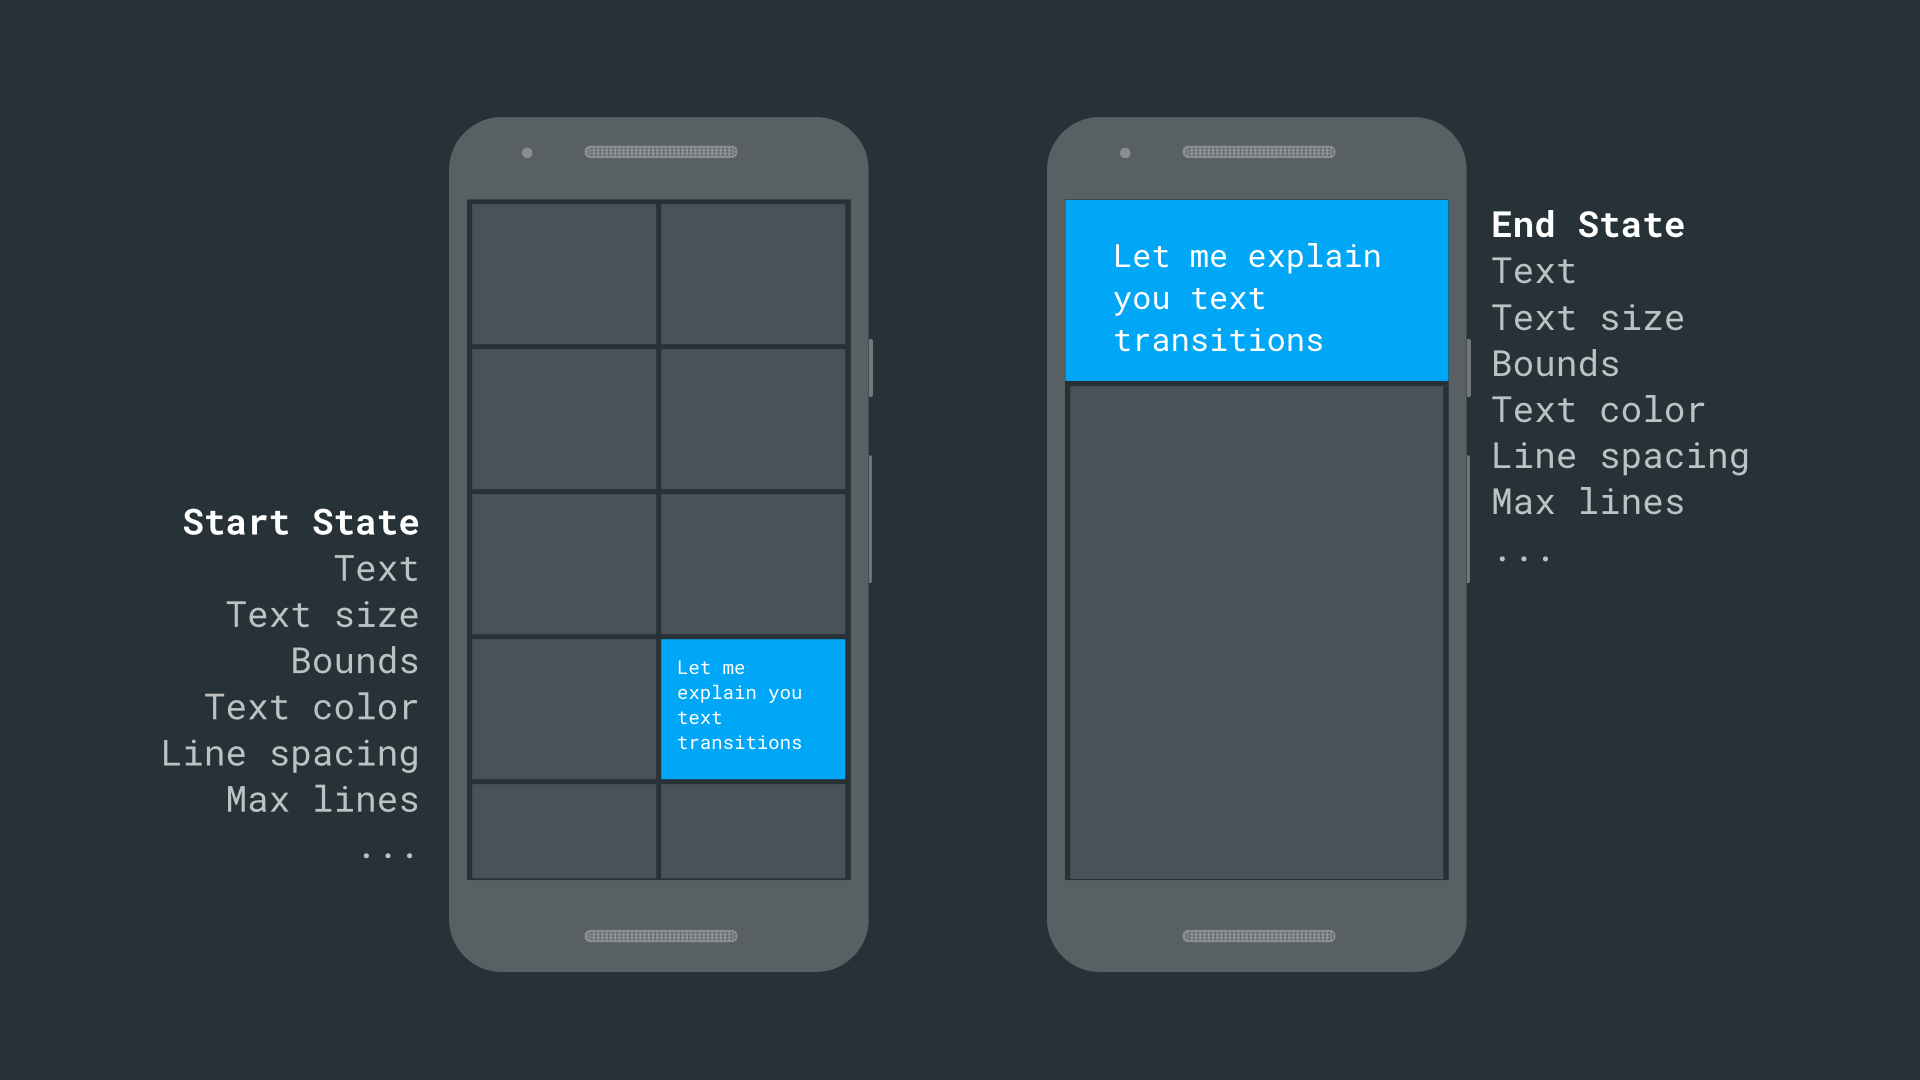 Start State
Text
Text size
Bounds
Text color
Line spacing
Max lines
...
Let me
explain you
text
transitions
Let me explain
you text
transitions
End State
Text
Text size
Bounds
Text color
Line spacing
Max lines
...